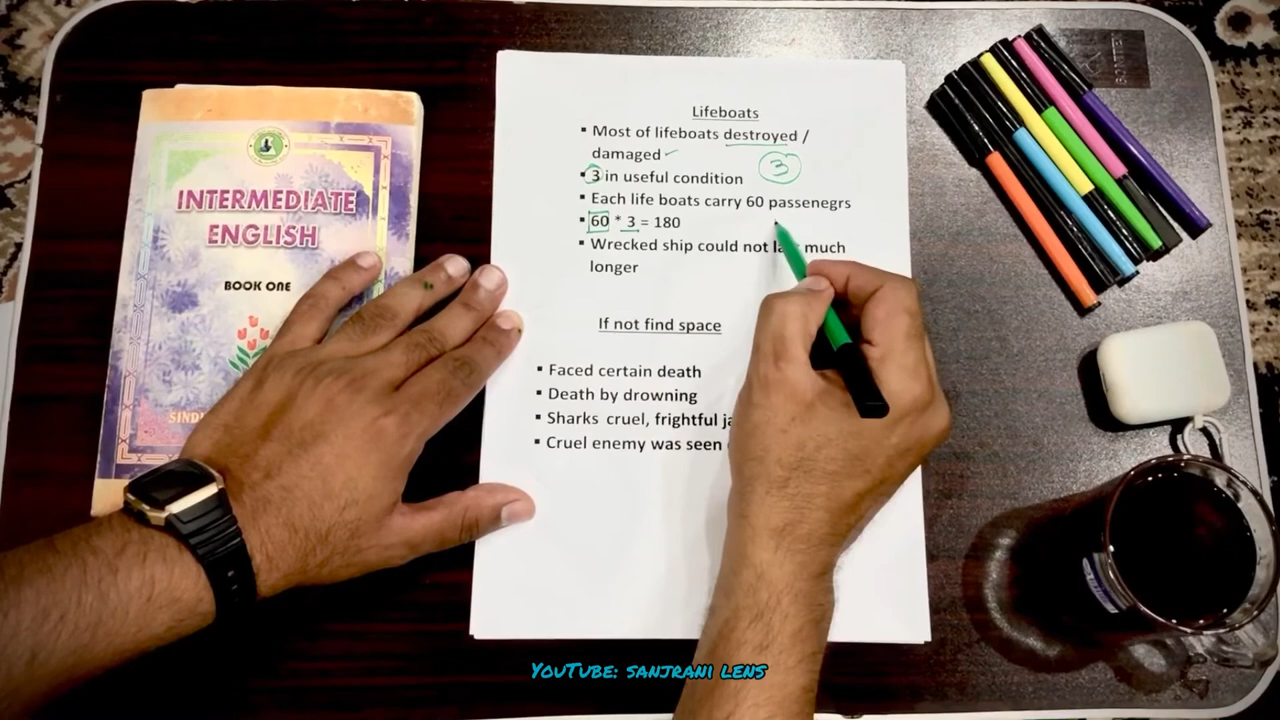 INTERMEDIATE
ENGLISH
BOOK ONE
Lifeboats
▪ Most of lifeboats destroyed /
damaged ✓
3
▪ 3 in useful condition
▪ Each life boats carry 60 passenegrs
▪ 60 * 3 = 180
▪ Wrecked ship could not much
longer
If not find space
▪ Faced certain death
▪ Death by drowning
▪ Sharks cruel, frightful
▪ Cruel enemy was seen
YouTube: sanjrani lens